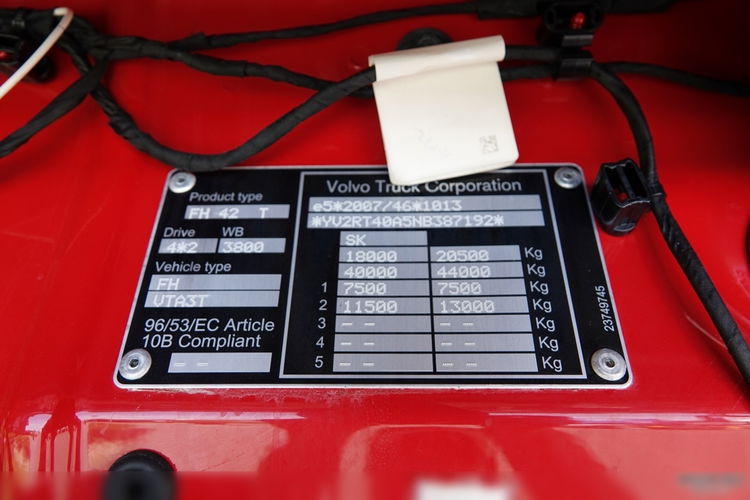 Product type
FH 42 T
Drive WB
4*2 3800
Vehicle type
FH
VTA3T
96/53/EC Article
10B Compliant
-- --
Volvo Truck Corporation
e5*2007/46*1013
*YV2RT40A5NB387192*
SK
18000 20500 Kg
40000 44000 Kg
1 7500 7500 Kg
2 11500 13000 Kg
3 -- -- -- -- Kg
4 -- -- -- -- Kg
5 -- -- -- -- Kg
23749745